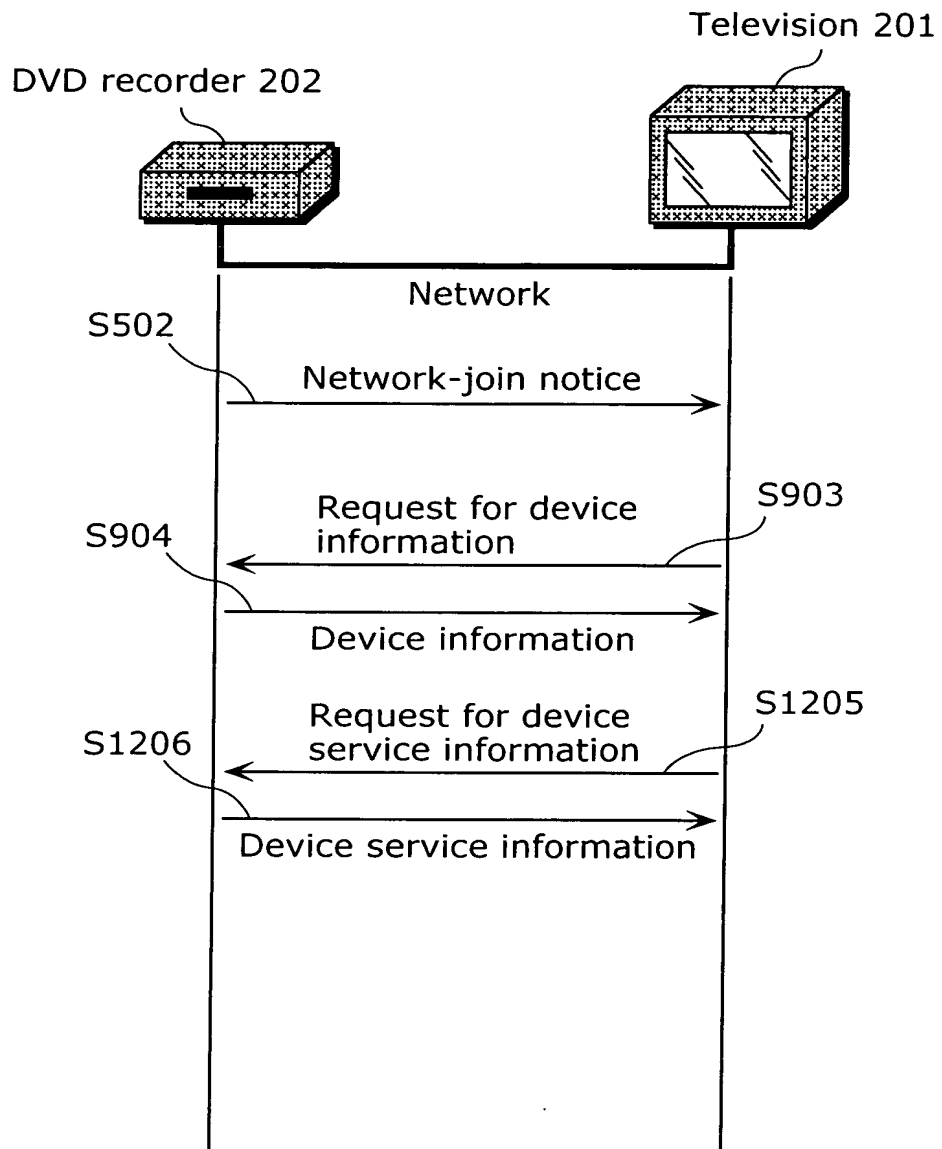 Television 201
DVD recorder 202
Network
S502
Network-join notice
Request for device
information
S903
S904
Device information
Request for device
service information
S1205
S1206
Device service information